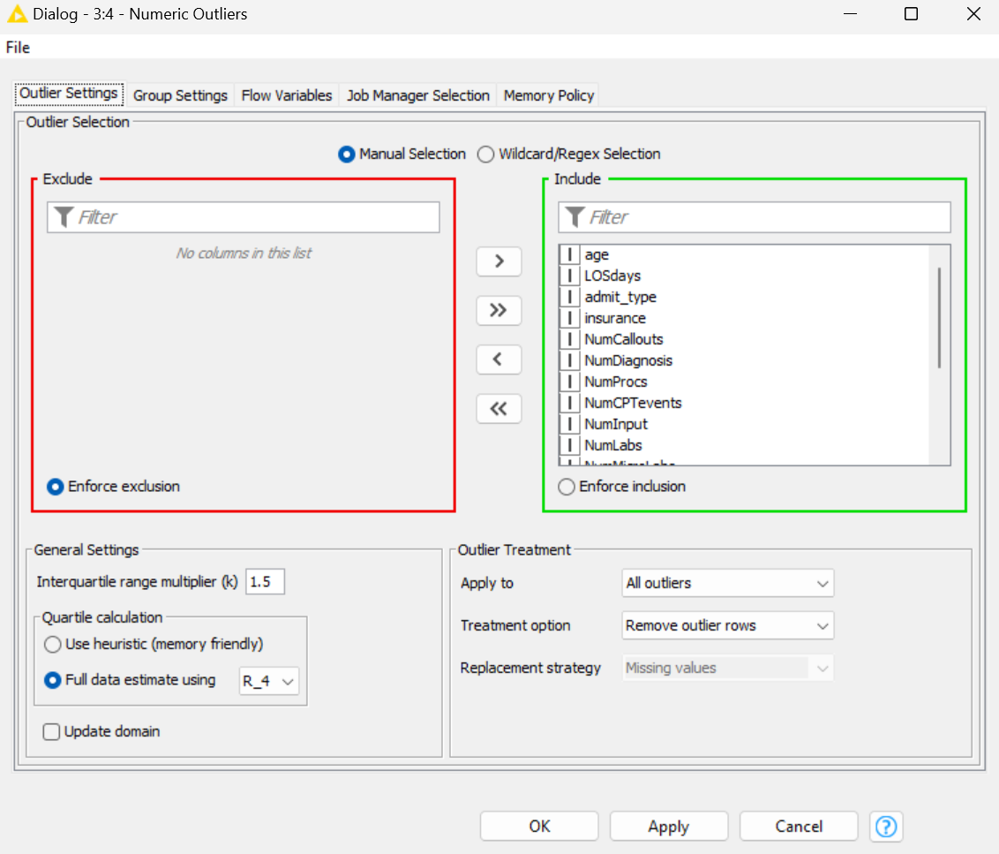 Dialog - 3:4 - Numeric Outliers
File
Outlier Settings Group Settings Flow Variables Job Manager Selection Memory Policy
Outlier Selection
Manual Selection Wildcard/Regex Selection
Exclude
Filter
No columns in this list
Enforce exclusion
>
>>
<
<<
Include
Filter
I age
I LOSdays
I admit_type
I insurance
I NumCallouts
I NumDiagnosis
I NumProcs
I NumCPTevents
I NumInput
I NumLabs
Enforce inclusion
General Settings
Interquartile range multiplier (k) 1.5
Quartile calculation
Use heuristic (memory friendly)
Full data estimate using R_4
Update domain
Outlier Treatment
Apply to All outliers
Treatment option Remove outlier rows
Replacement strategy Missing values
OK Apply Cancel ?